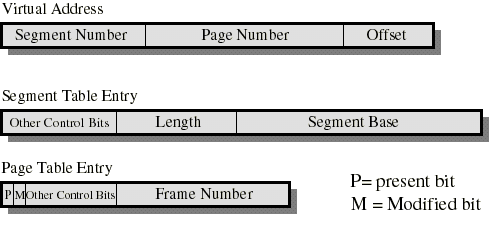 Virtual Address
Segment Number Page Number Offset
Segment Table Entry
Other Control Bits Length Segment Base
Page Table Entry
P M Other Control Bits Frame Number
P= present bit
M = Modified bit